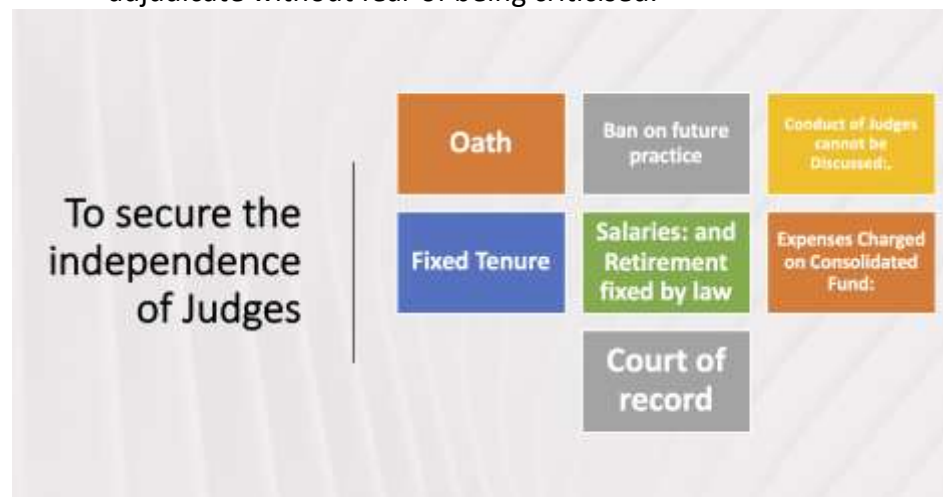 adjudicate without fear of being criticised.
To secure the
independence
of Judges
Oath
Ban on future
practice
Conduct of Judges
cannot be
Discussed:.
Fixed Tenure
Salaries: and
Retirement
fixed by law
Expenses Charged
on Consolidated
Fund:
Court of
record